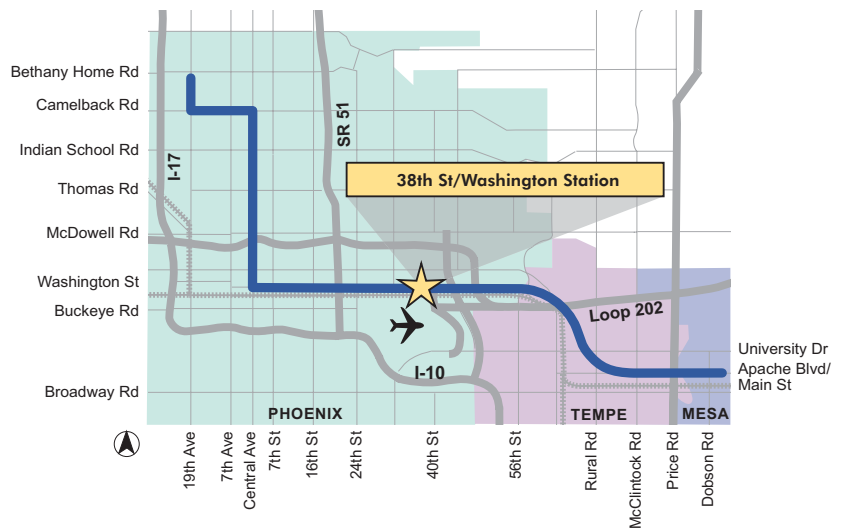 Bethany Home Rd
Camelback Rd
Indian School Rd
Thomas Rd
McDowell Rd
Washington St
Buckeye Rd
Broadway Rd
I-17
SR 51
38th St/Washington Station
Loop 202
I-10
University Dr
Apache Blvd/
Main St
PHOENIX
TEMPE
MESA
19th Ave
7th Ave
Central Ave
7th St
16th St
24th St
40th St
56th St
Rural Rd
McClintock Rd
Price Rd
Dobson Rd